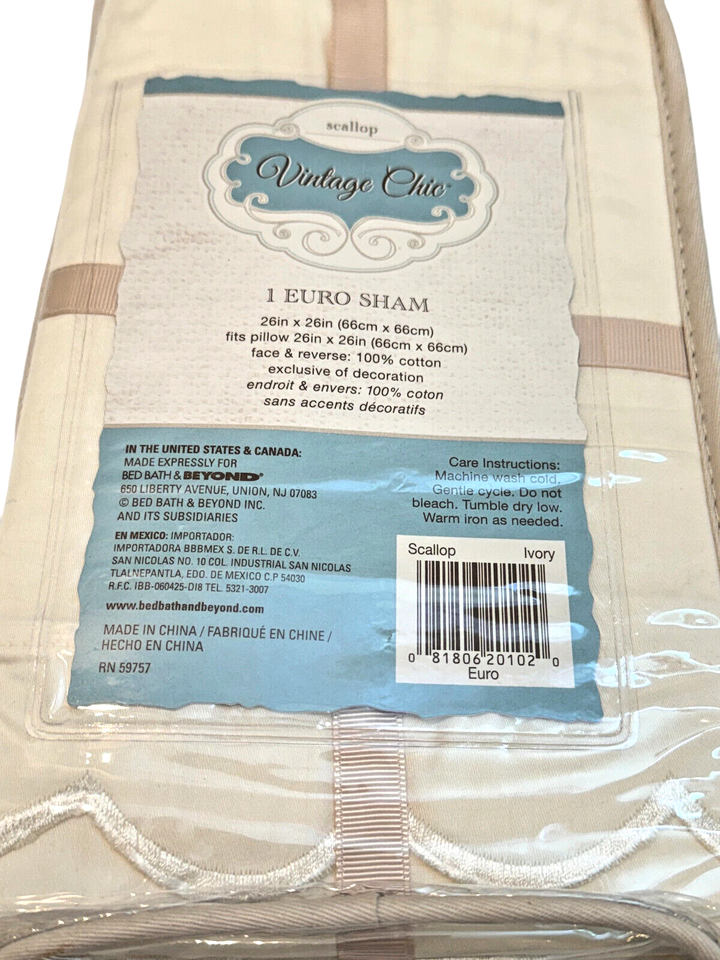 scallop
Vintage Chic™
1 EURO SHAM
26in x 26in (66cm x 66cm)
fits pillow 26in x 26in (66cm x 66cm)
face & reverse: 100% cotton
exclusive of decoration
endroit & envers: 100% coton
sans accents décoratifs
IN THE UNITED STATES & CANADA:
MADE EXPRESSLY FOR
BED BATH & BEYOND®
650 LIBERTY AVENUE, UNION, NJ 07083
© BED BATH & BEYOND INC.
AND ITS SUBSIDIARIES
EN MEXICO: IMPORTADOR:
IMPORTADORA BBBMEX S. DE R.L. DE C.V.
SAN NICOLAS NO. 10 COL. INDUSTRIAL SAN NICOLAS
TLALNEPANTLA, EDO. DE MEXICO C.P 54030
R.F.C. IBB-060425-DI8 TEL. 5321-3007
www.bedbathandbeyond.com
MADE IN CHINA / FABRIQUÉ EN CHINE /
HECHO EN CHINA
RN 59757
Care Instructions:
Machine wash cold.
Gentle cycle. Do not
bleach. Tumble dry low.
Warm iron as needed.
Scallop Ivory
0 81806 20102 0
Euro